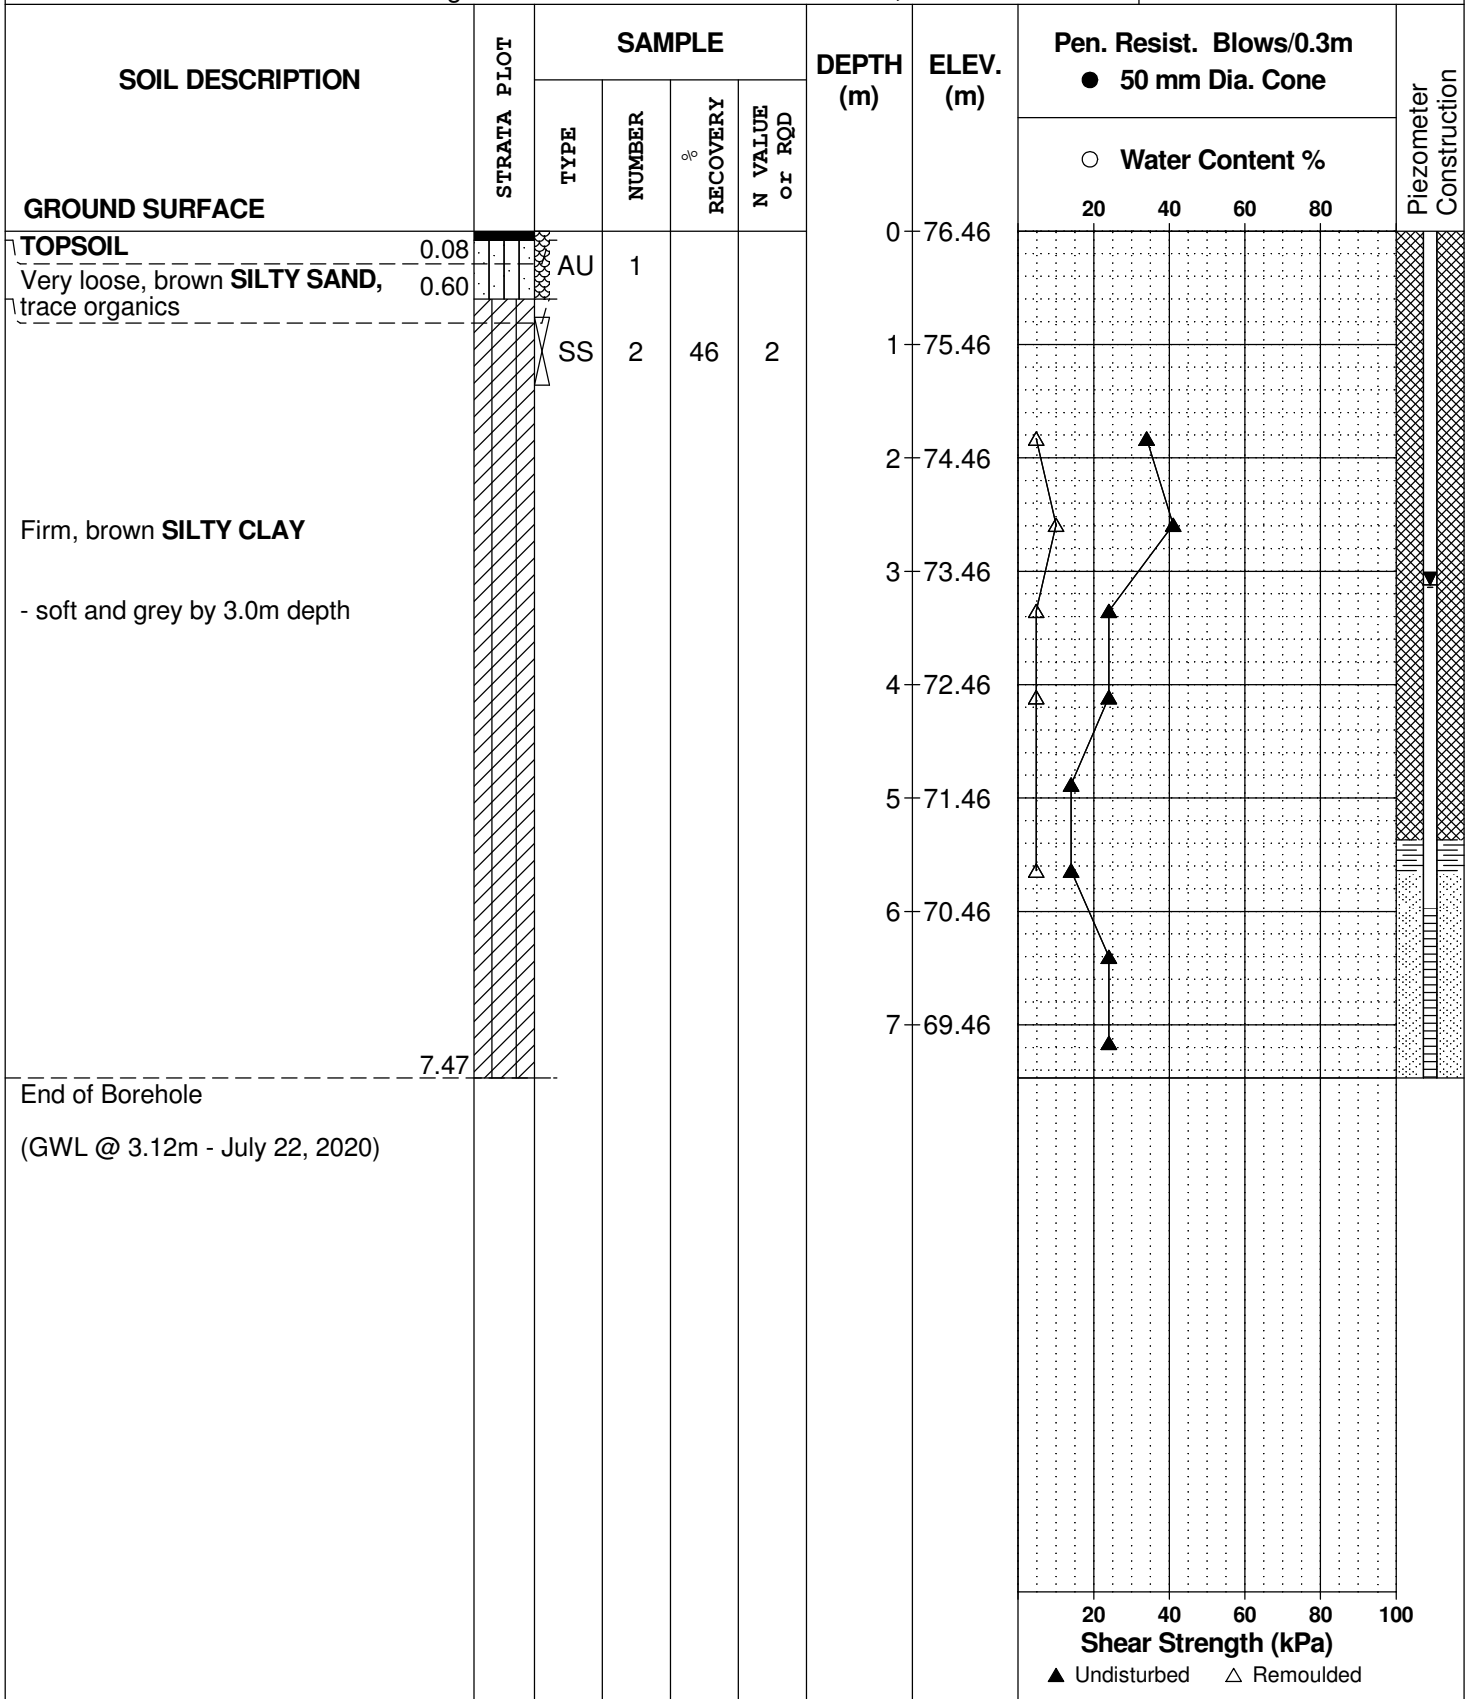 SOIL DESCRIPTION
GROUND SURFACE
STRATA PLOT
SAMPLE
TYPE
NUMBER
% RECOVERY
N VALUE or RQD
DEPTH (m)
ELEV. (m)
Pen. Resist. Blows/0.3m
● 50 mm Dia. Cone
○ Water Content %
20 40 60 80
Piezometer Construction
TOPSOIL 0.08
Very loose, brown SILTY SAND, 0.60
trace organics
AU 1
SS 2 46 2
0 76.46
1 75.46
2 74.46
Firm, brown SILTY CLAY
3 73.46
- soft and grey by 3.0m depth
4 72.46
5 71.46
6 70.46
7 69.46
7.47
End of Borehole
(GWL @ 3.12m - July 22, 2020)
20 40 60 80 100
Shear Strength (kPa)
▲ Undisturbed △ Remoulded